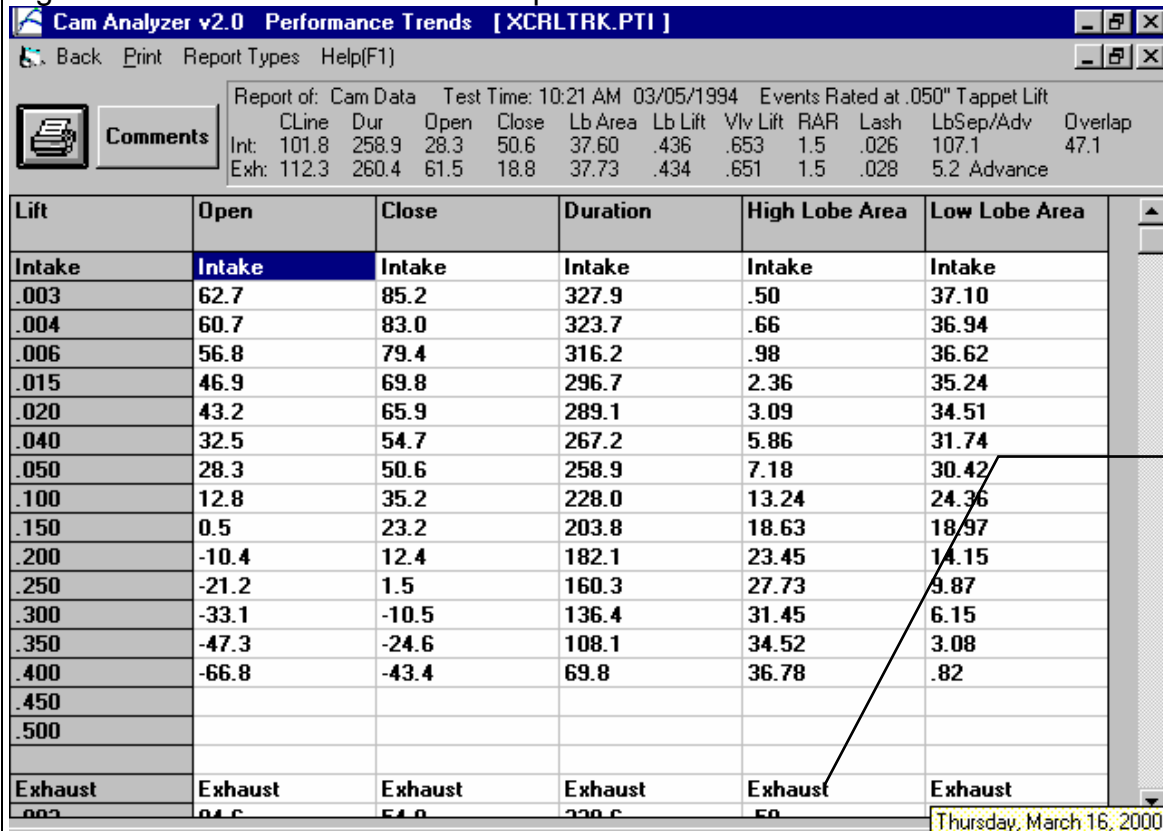 Cam Analyzer v2.0 Performance Trends [ XCRLTRK.PTI ]
Back Print Report Types Help(F1)
Comments
Report of: Cam Data Test Time: 10:21 AM 03/05/1994 Events Rated at .050" Tappet Lift
CLine Dur Open Close Lb Area Lb Lift Vlv Lift RAR Lash LbSep/Adv Overlap
Int: 101.8 258.9 28.3 50.6 37.60 .436 .653 1.5 .026 107.1 47.1
Exh: 112.3 260.4 61.5 18.8 37.73 .434 .651 1.5 .028 5.2 Advance
Lift Open Close Duration High Lobe Area Low Lobe Area
Intake Intake Intake Intake Intake Intake
.003 62.7 85.2 327.9 .50 37.10
.004 60.7 83.0 323.7 .66 36.94
.006 56.8 79.4 316.2 .98 36.62
.015 46.9 69.8 296.7 2.36 35.24
.020 43.2 65.9 289.1 3.09 34.51
.040 32.5 54.7 267.2 5.86 31.74
.050 28.3 50.6 258.9 7.18 30.42
.100 12.8 35.2 228.0 13.24 24.36
.150 0.5 23.2 203.8 18.63 18.97
.200 -10.4 12.4 182.1 23.45 14.15
.250 -21.2 1.5 160.3 27.73 9.87
.300 -33.1 -10.5 136.4 31.45 6.15
.350 -47.3 -24.6 108.1 34.52 3.08
.400 -66.8 -43.4 69.8 36.78 .82
.450
.500
Exhaust Exhaust Exhaust Exhaust Exhaust Exhaust
Thursday, March 16, 2000